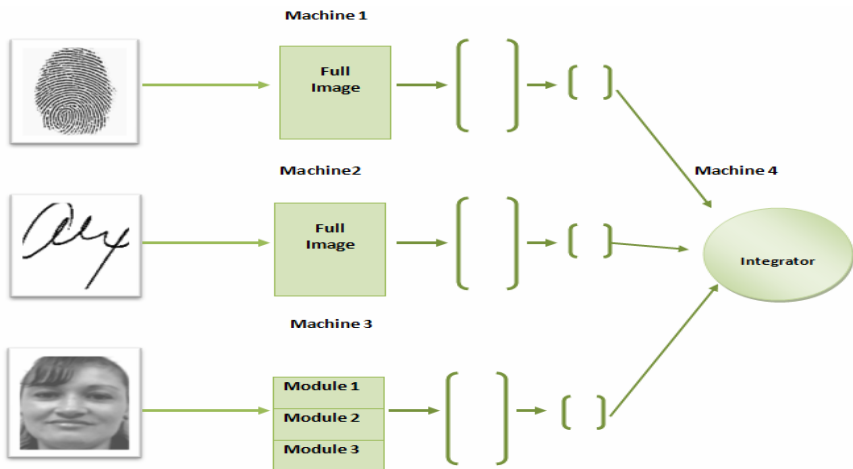 Machine 1
Full
Image
Machine2
Machine 4
Full
Image
Integrator
Machine 3
Module 1
Module 2
Module 3